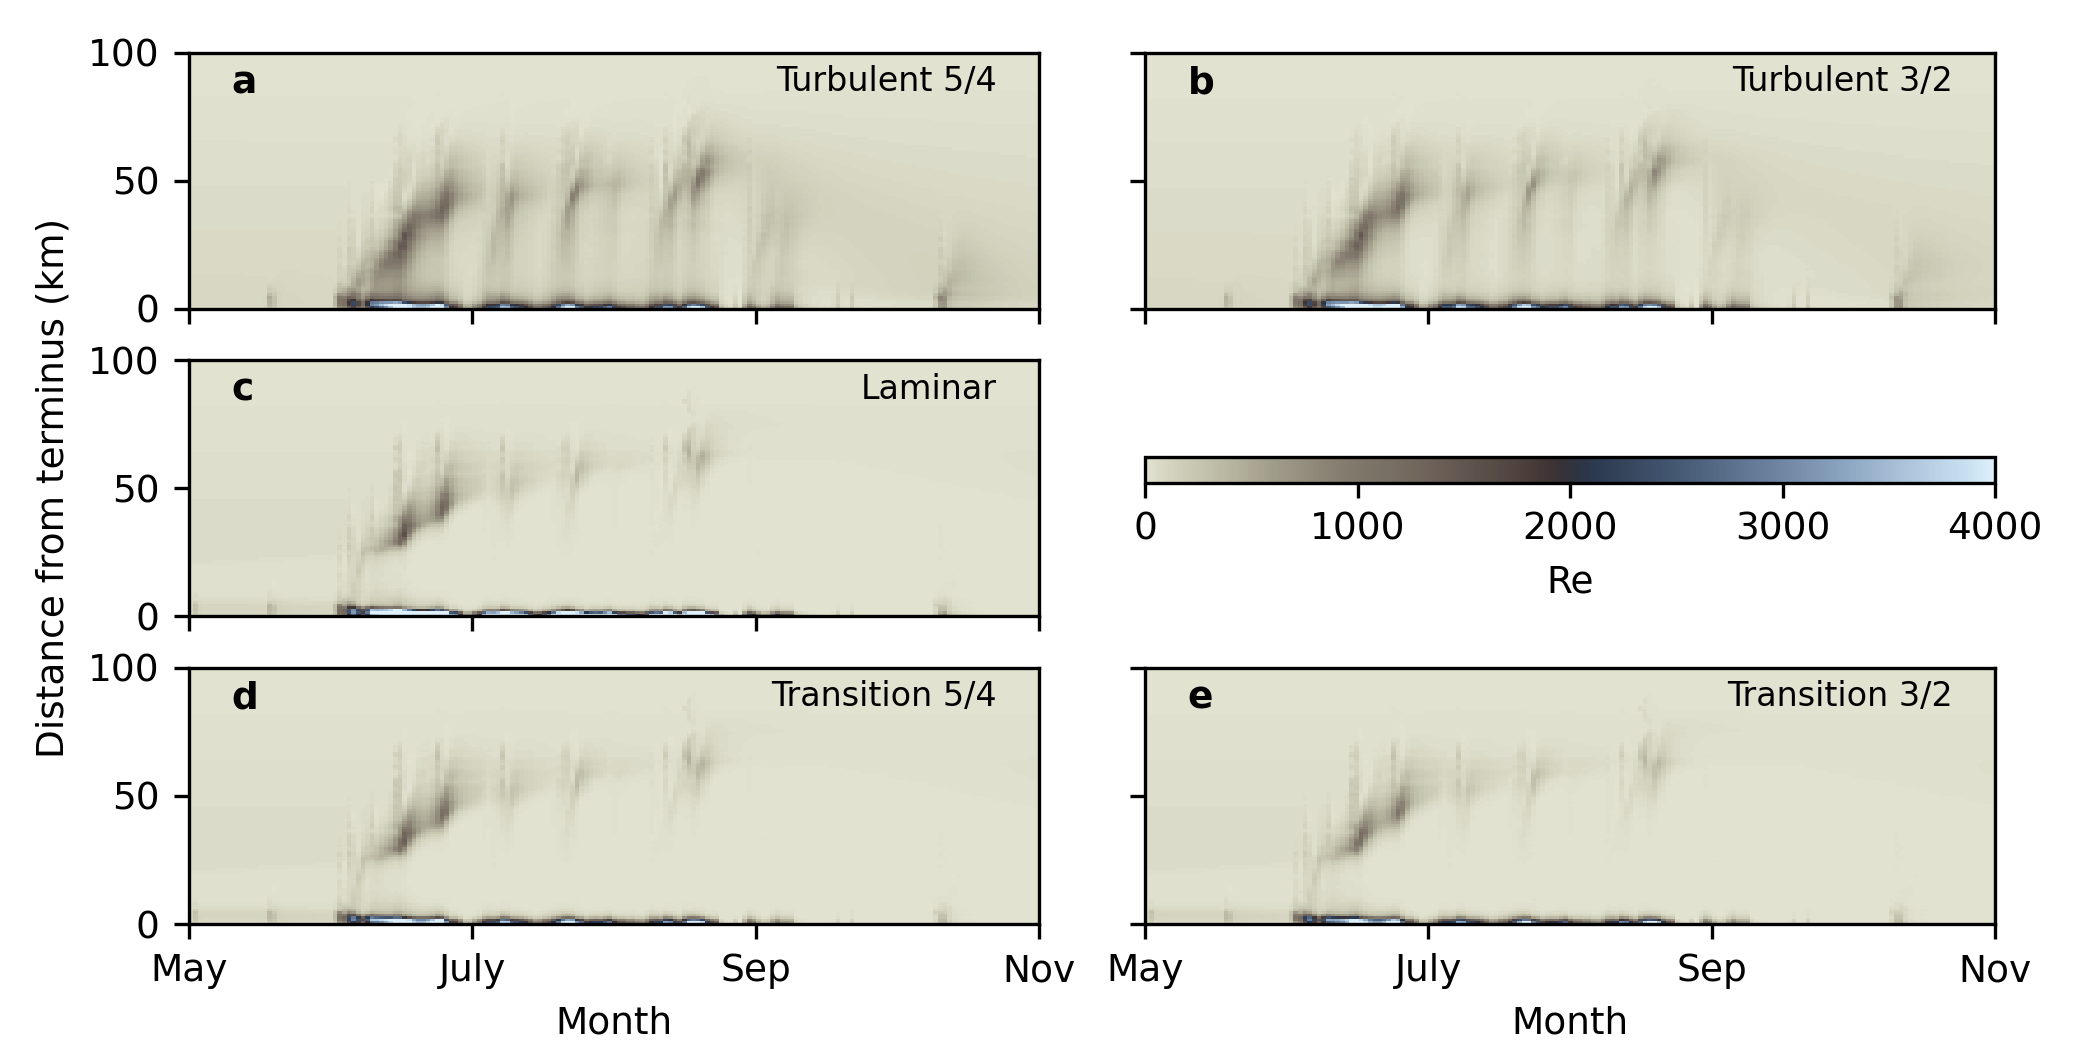 100
50
0
Distance from terminus (km)
a
Turbulent 5/4
b
Turbulent 3/2
100
50
0
c
Laminar
0 1000 2000 3000 4000
Re
100
50
0
d
Transition 5/4
e
Transition 3/2
May July Sep Nov
May July Sep Nov
Month
Month